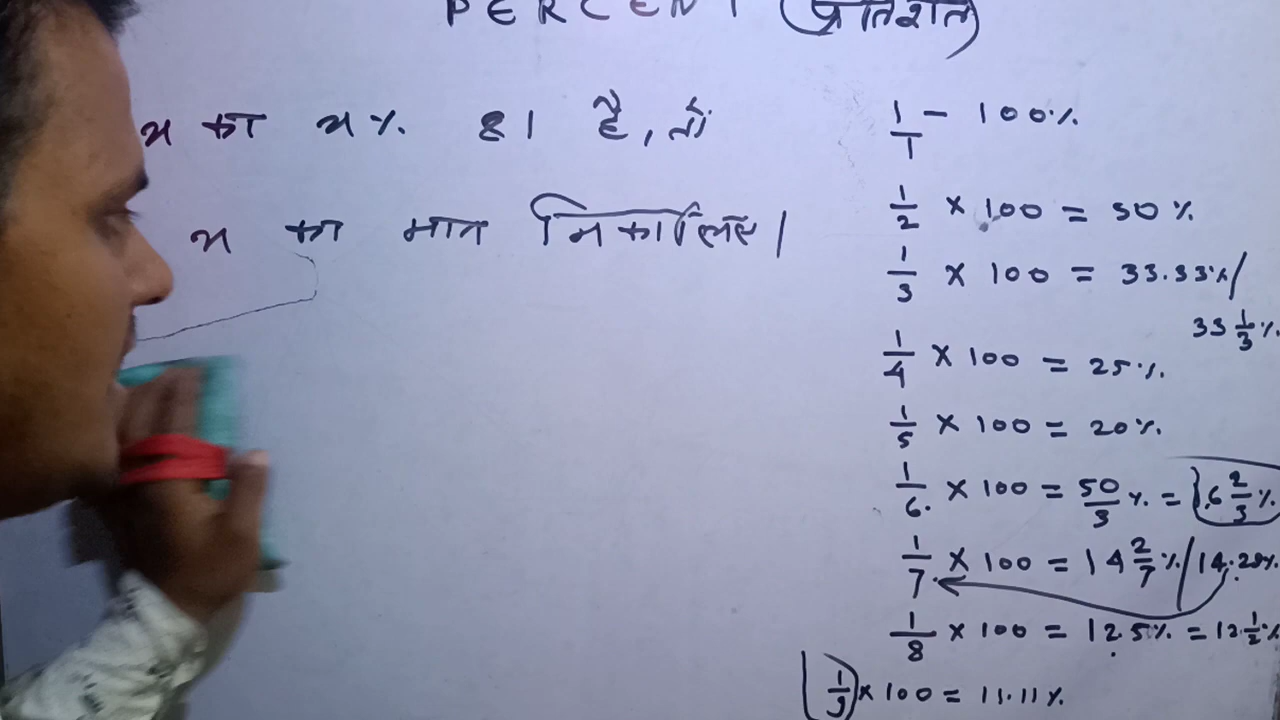 PERCENT (प्रतिशत)
x का x% 81 है, तो
x का मान निकालिए।
1/1 - 100%
1/2 × 100 = 50%
1/3 × 100 = 33.33% /
33 1/3 %
1/4 × 100 = 25%
1/5 × 100 = 20%
1/6 × 100 = 50/3 % = 16 2/3 %
1/7 × 100 = 14 2/7 % / 14.28%
1/8 × 100 = 12.5% = 12 1/2 %
1/9 × 100 = 11.11%